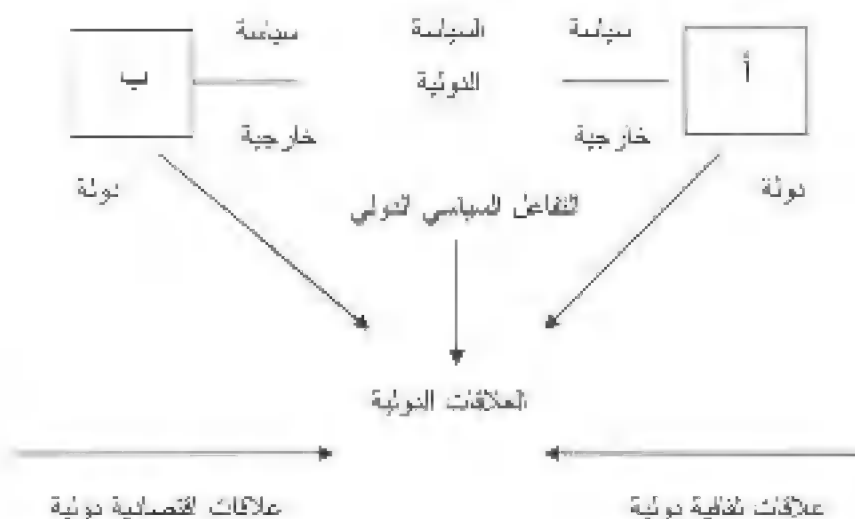 سياسة السياسة سياسة
أ الدولية ب
خارجية خارجية
دولة دولة
التفاعل السياسي الدولي
العلاقات الدولية
علاقات ثقافية دولية علاقات اقتصادية دولية